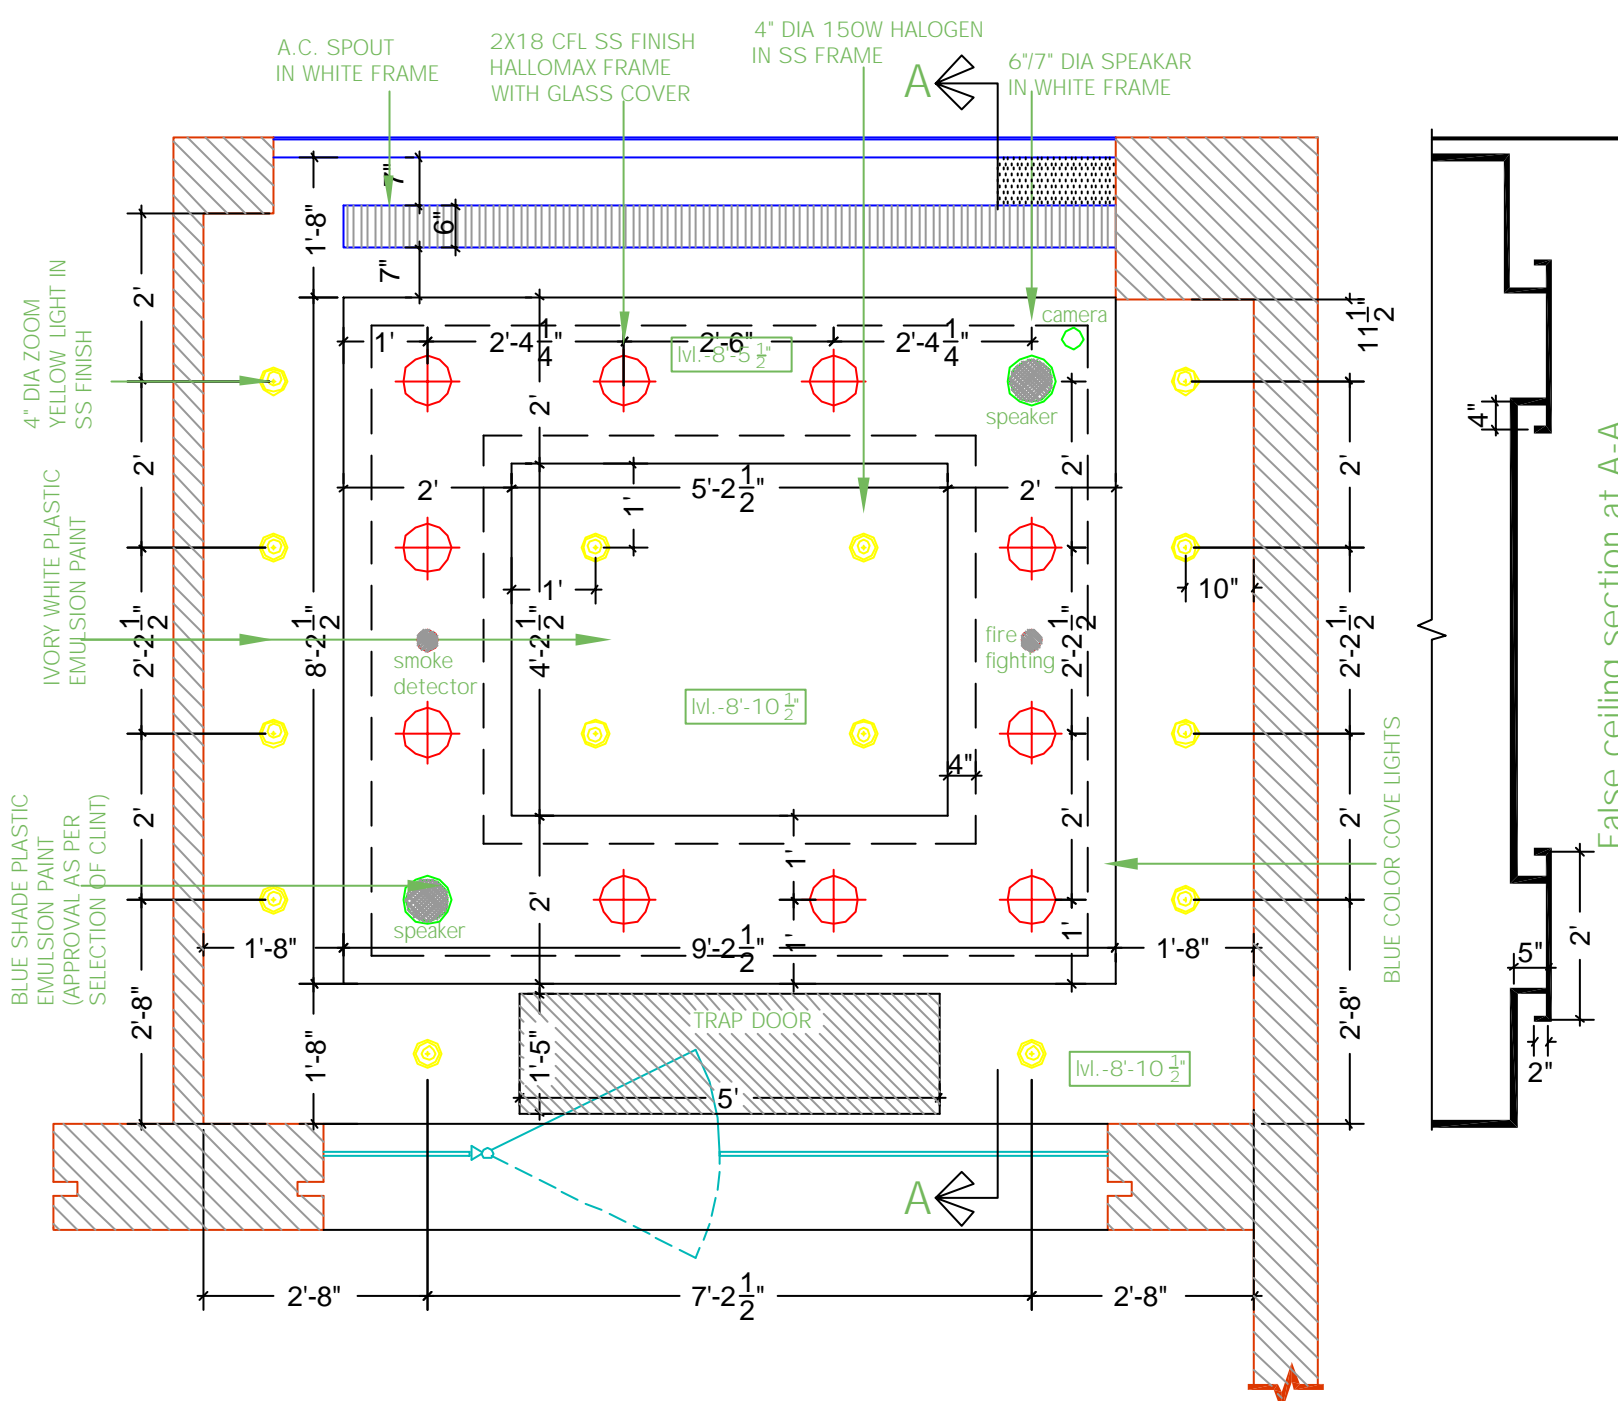 A.C. SPOUT
IN WHITE FRAME
2X18 CFL SS FINISH
HALLOMAX FRAME
WITH GLASS COVER
4" DIA 150W HALOGEN
IN SS FRAME
A
6"/7" DIA SPEAKAR
IN WHITE FRAME
7"
1'-8"
6"
7"
2'
4" DIA ZOOM
YELLOW LIGHT IN
SS FINISH
camera
11 1/2"
1'
2'-4 1/4"
2'-6"
2'-4 1/4"
lvl.-8'-5 1/2"
speaker
2'
2'
2'
2'
4"
2'
5'-2 1/2"
2'
1'
IVORY WHITE PLASTIC
EMULSION PAINT
1'
10"
2'-2 1/2"
8'-2 1/2"
4'-2 1/2"
2'-2 1/2"
2'-2 1/2"
smoke
detector
fire
fighting
lvl.-8'-10 1/2"
4"
False ceiling section at A-A
BLUE COLOR COVE LIGHTS
2'
2'
2'
1'
BLUE SHADE PLASTIC
EMULSION PAINT
(APPROVAL AS PER
SELECTION OF CLINT)
2'
speaker
1'
1'
1'-8"
9'-2 1/2"
1'-8"
5"
2'
2'-8"
1'-8"
1'-5"
TRAP DOOR
5'
lvl.-8'-10 1/2"
2'-8"
2"
A
2'-8"
7'-2 1/2"
2'-8"